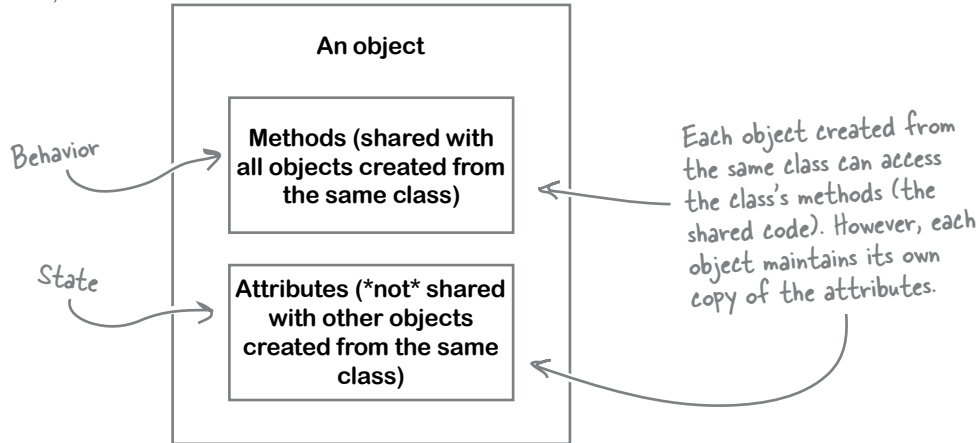 An object
Behavior
Methods (shared with
all objects created from
the same class)
Each object created from
the same class can access
the class's methods (the
shared code). However, each
object maintains its own
copy of the attributes.
State
Attributes (*not* shared
with other objects
created from the same
class)